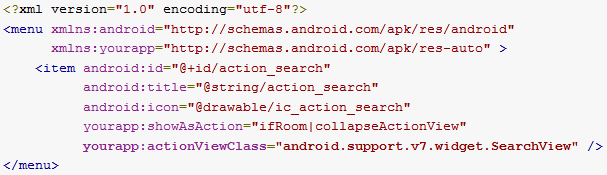 <?xml version="1.0" encoding="utf-8"?>
<menu xmlns:android="http://schemas.android.com/apk/res/android"
      xmlns:yourapp="http://schemas.android.com/apk/res-auto" >
    <item android:id="@+id/action_search"
          android:title="@string/action_search"
          android:icon="@drawable/ic_action_search"
          yourapp:showAsAction="ifRoom|collapseActionView"
          yourapp:actionViewClass="android.support.v7.widget.SearchView" />
</menu>